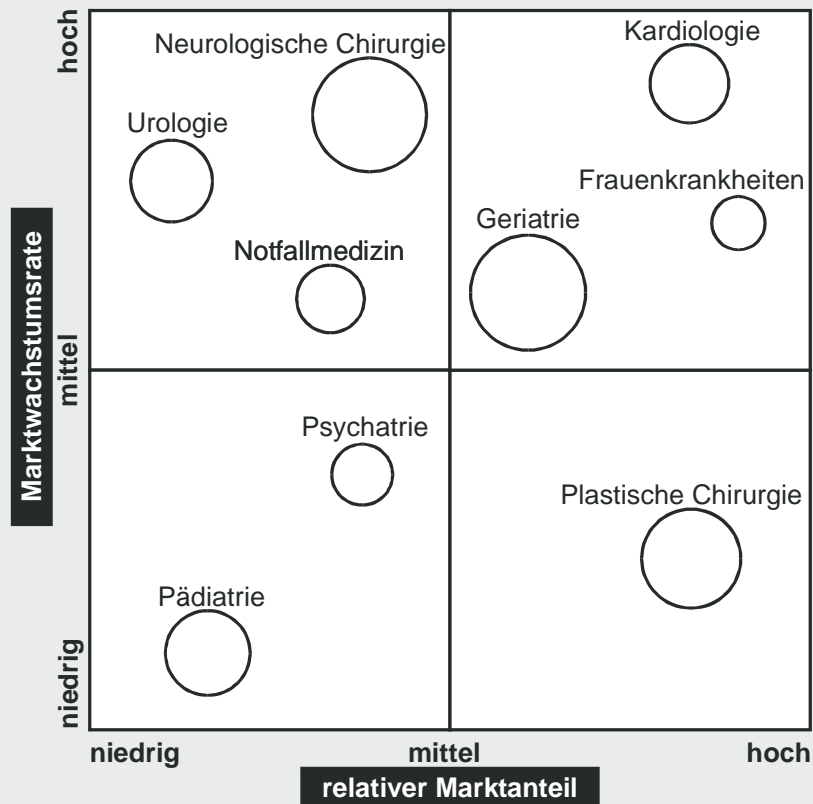 hoch
Neurologische Chirurgie
Kardiologie
Urologie
Frauenkrankheiten
Geriatrie
Notfallmedizin
Marktwachstumsrate
mittel
Psychatrie
Plastische Chirurgie
Pädiatrie
niedrig
niedrig
mittel
hoch
relativer Marktanteil